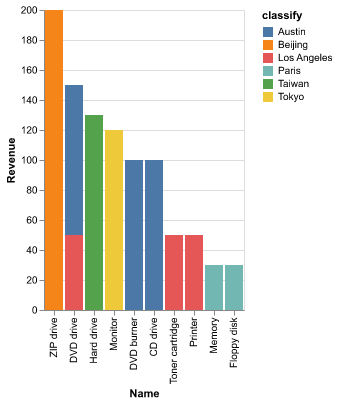 200
180
160
140
120
100
80
60
40
20
0
Revenue
ZIP drive
DVD drive
Hard drive
Monitor
DVD burner
CD drive
Toner cartridge
Printer
Memory
Floppy disk
Name
classify
Austin
Beijing
Los Angeles
Paris
Taiwan
Tokyo